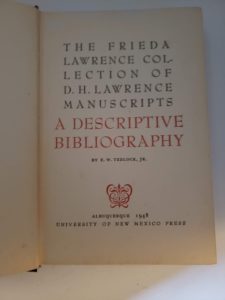 THE FRIEDA
LAWRENCE COL-
LECTION OF
D. H. LAWRENCE
MANUSCRIPTS
A DESCRIPTIVE
BIBLIOGRAPHY
BY E. W. TEDLOCK, JR.
ALBUQUERQUE 1948
UNIVERSITY OF NEW MEXICO PRESS